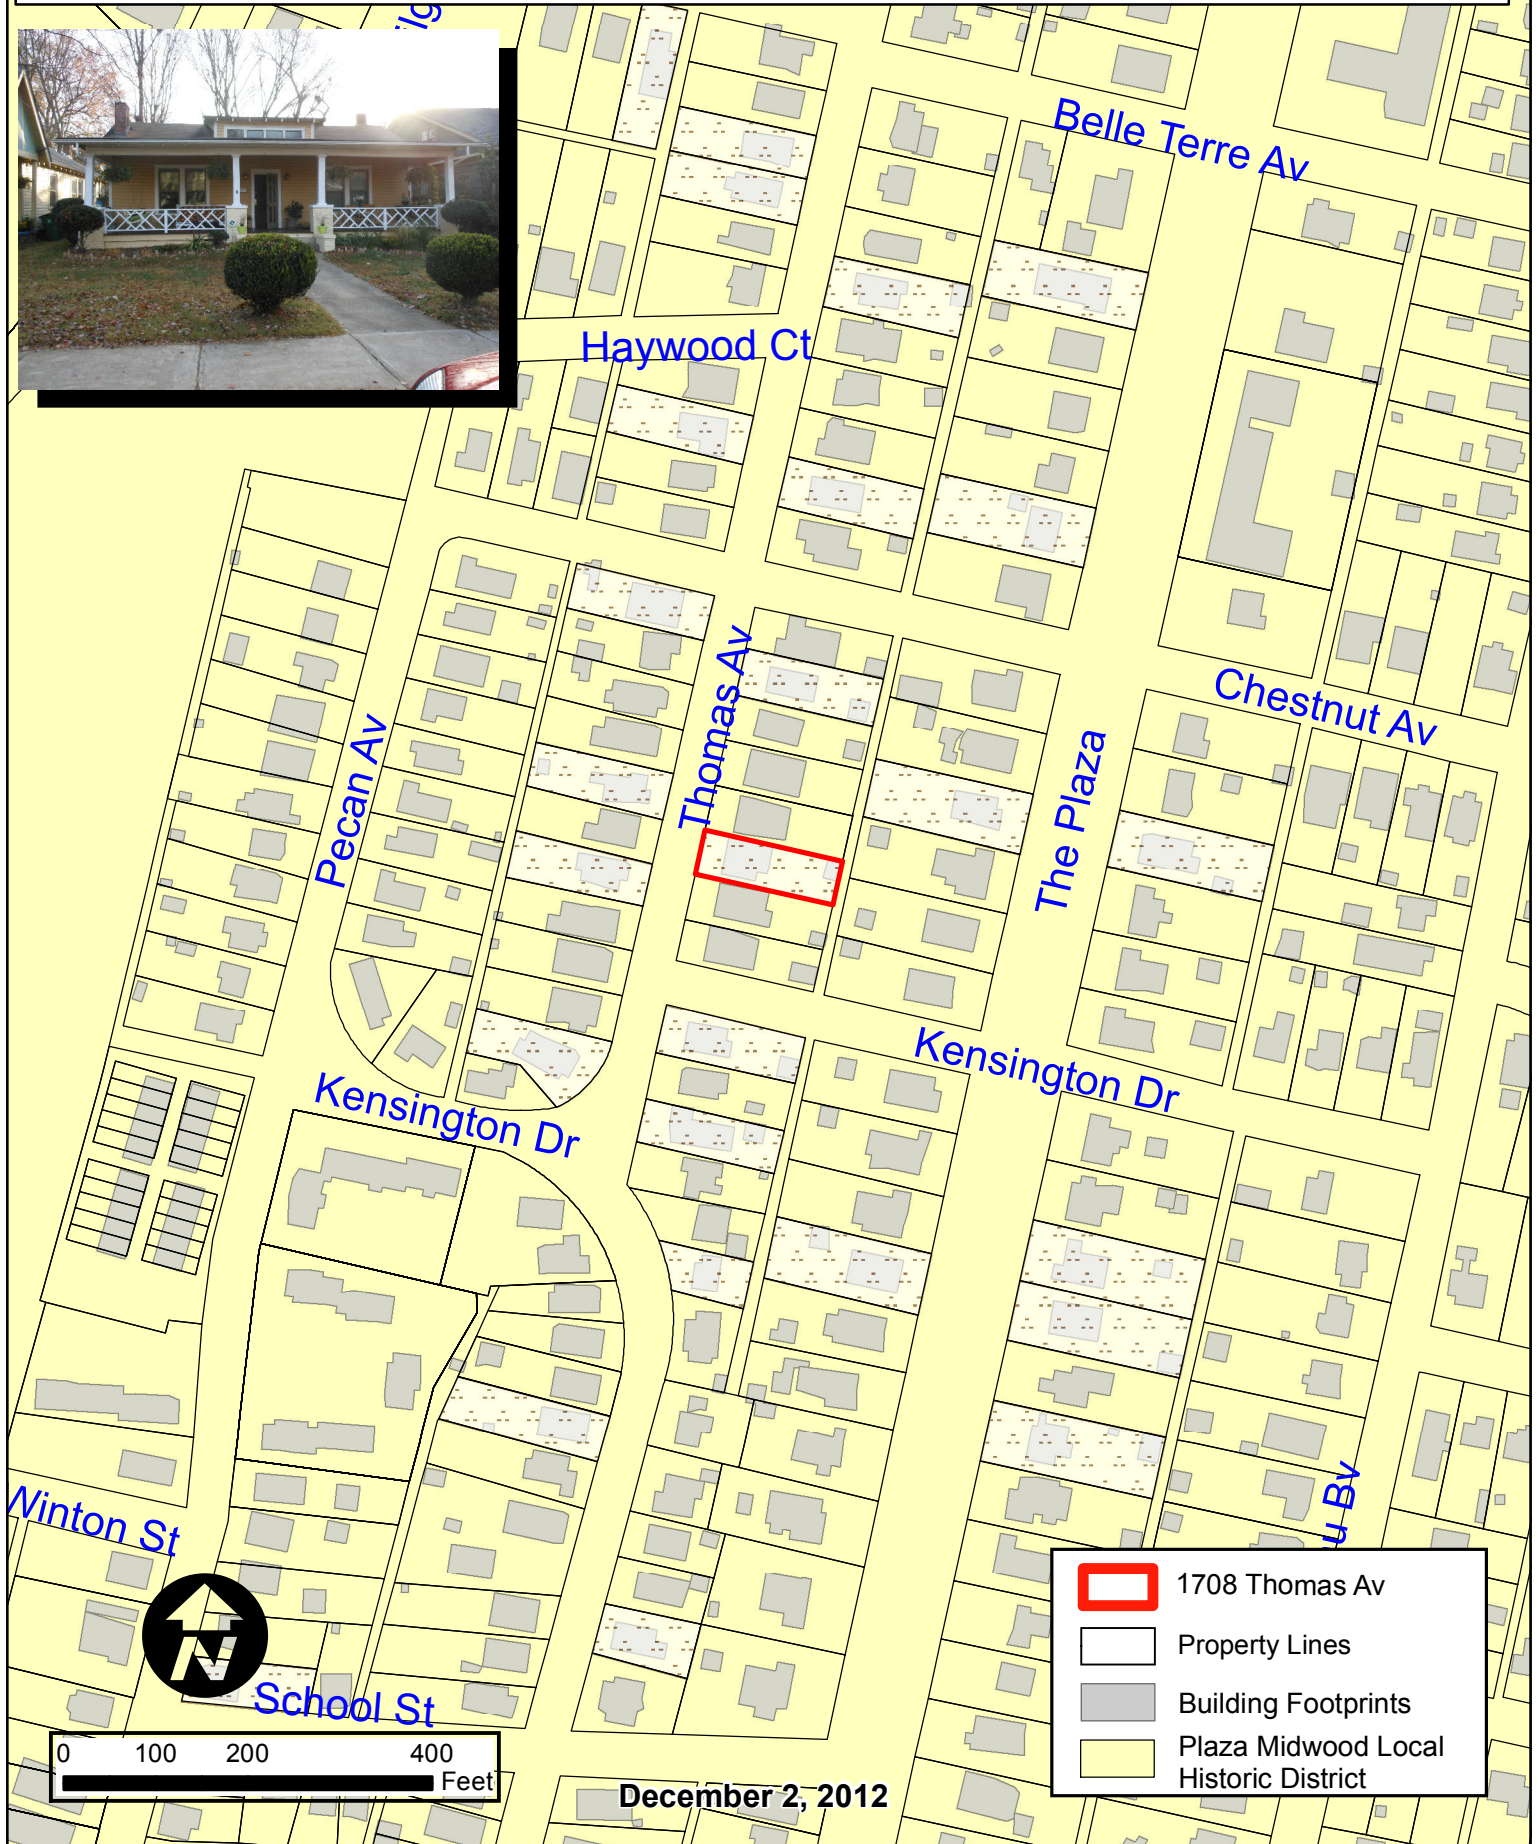 Belle Terre Av
Haywood Ct
Thomas Av
Chestnut Av
Pecan Av
The Plaza
Kensington Dr
Kensington Dr
Winton St
N
School St
0 100 200 400
Feet
December 2, 2012
1708 Thomas Av
Property Lines
Building Footprints
Plaza Midwood Local
Historic District